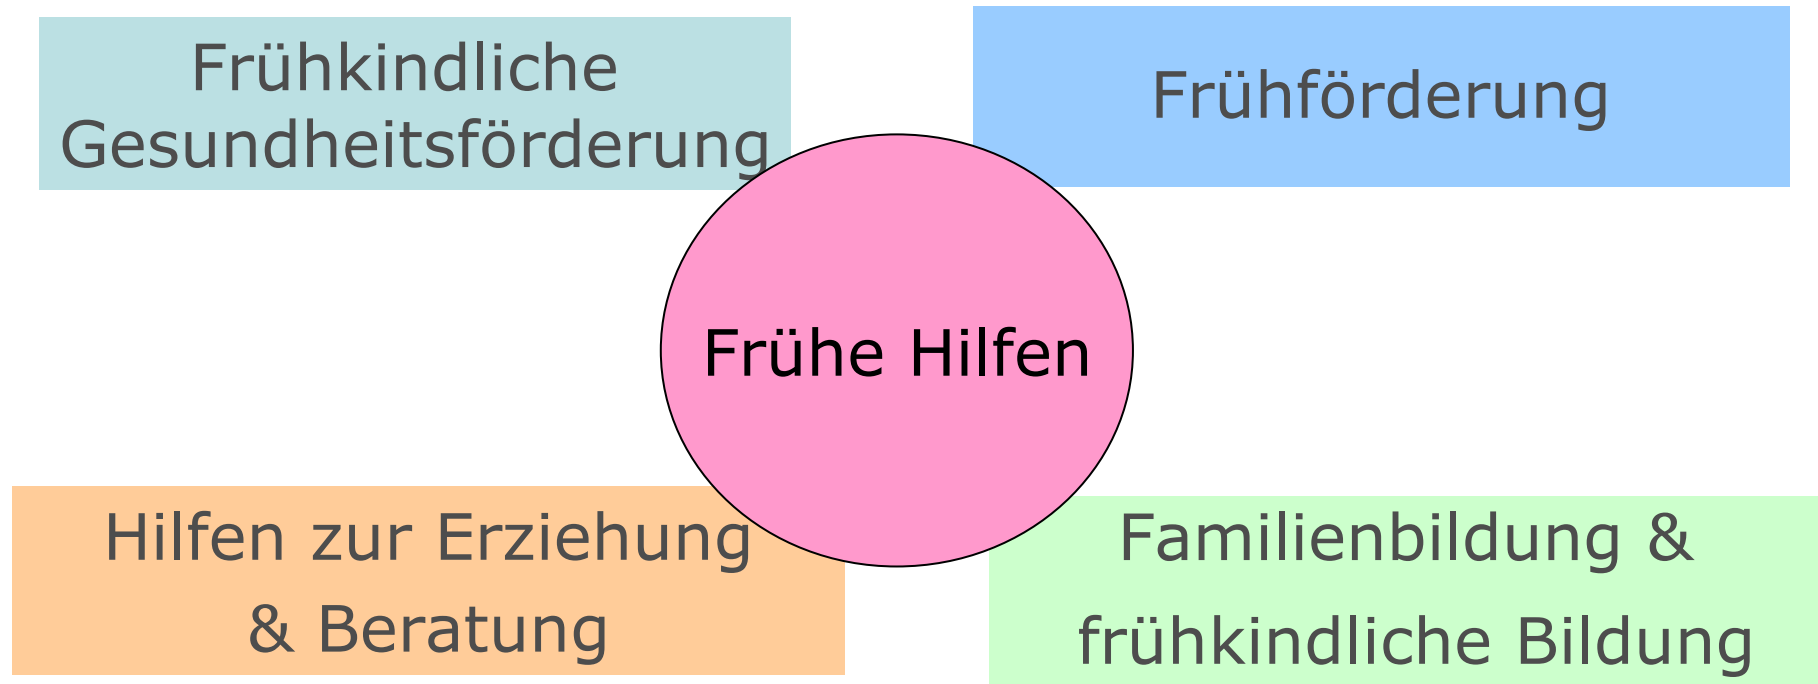 Frühkindliche
Gesundheitsförderung
Frühförderung
Frühe Hilfen
Hilfen zur Erziehung
& Beratung
Familienbildung &
frühkindliche Bildung